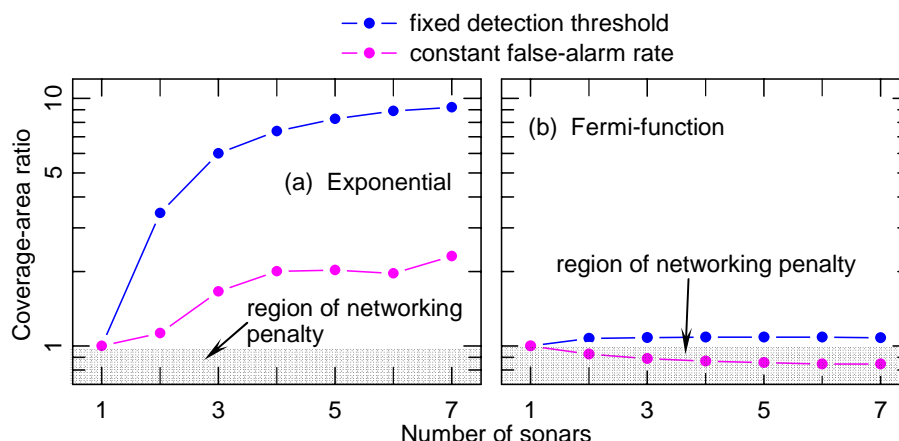 fixed detection threshold
constant false-alarm rate
Coverage-area ratio
10
5
1
(a) Exponential
region of networking
penalty
1 3 5 7
(b) Fermi-function
region of networking penalty
1 3 5 7
Number of sonars